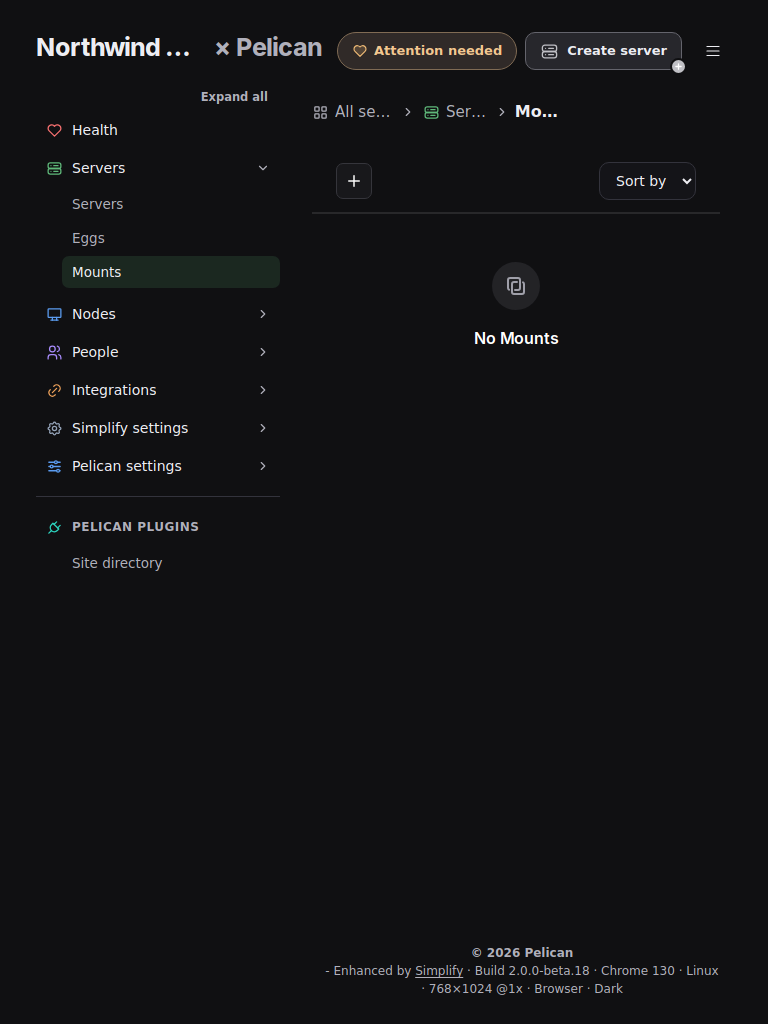 Northwind ... × Pelican
Attention needed
Create server
Expand all
Health
Servers
Servers
Eggs
Mounts
Nodes
People
Integrations
Simplify settings
Pelican settings
PELICAN PLUGINS
Site directory
All se... > Ser... > Mo...
Sort by
No Mounts
© 2026 Pelican
- Enhanced by Simplify · Build 2.0.0-beta.18 · Chrome 130 · Linux
· 768×1024 @1x · Browser · Dark